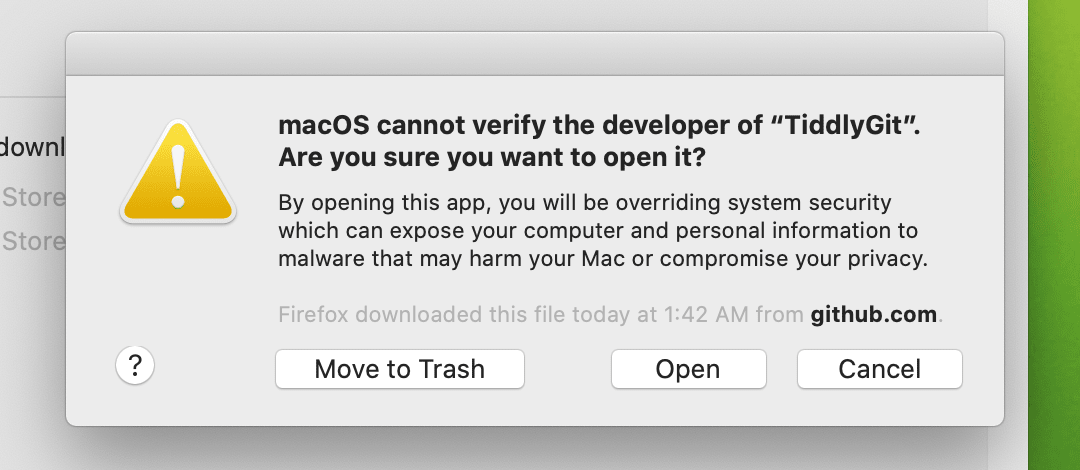 macOS cannot verify the developer of “TiddlyGit”.
Are you sure you want to open it?
By opening this app, you will be overriding system security
which can expose your computer and personal information to
malware that may harm your Mac or compromise your privacy.
Firefox downloaded this file today at 1:42 AM from github.com.
?
Move to Trash
Open
Cancel
downl
Store
Store